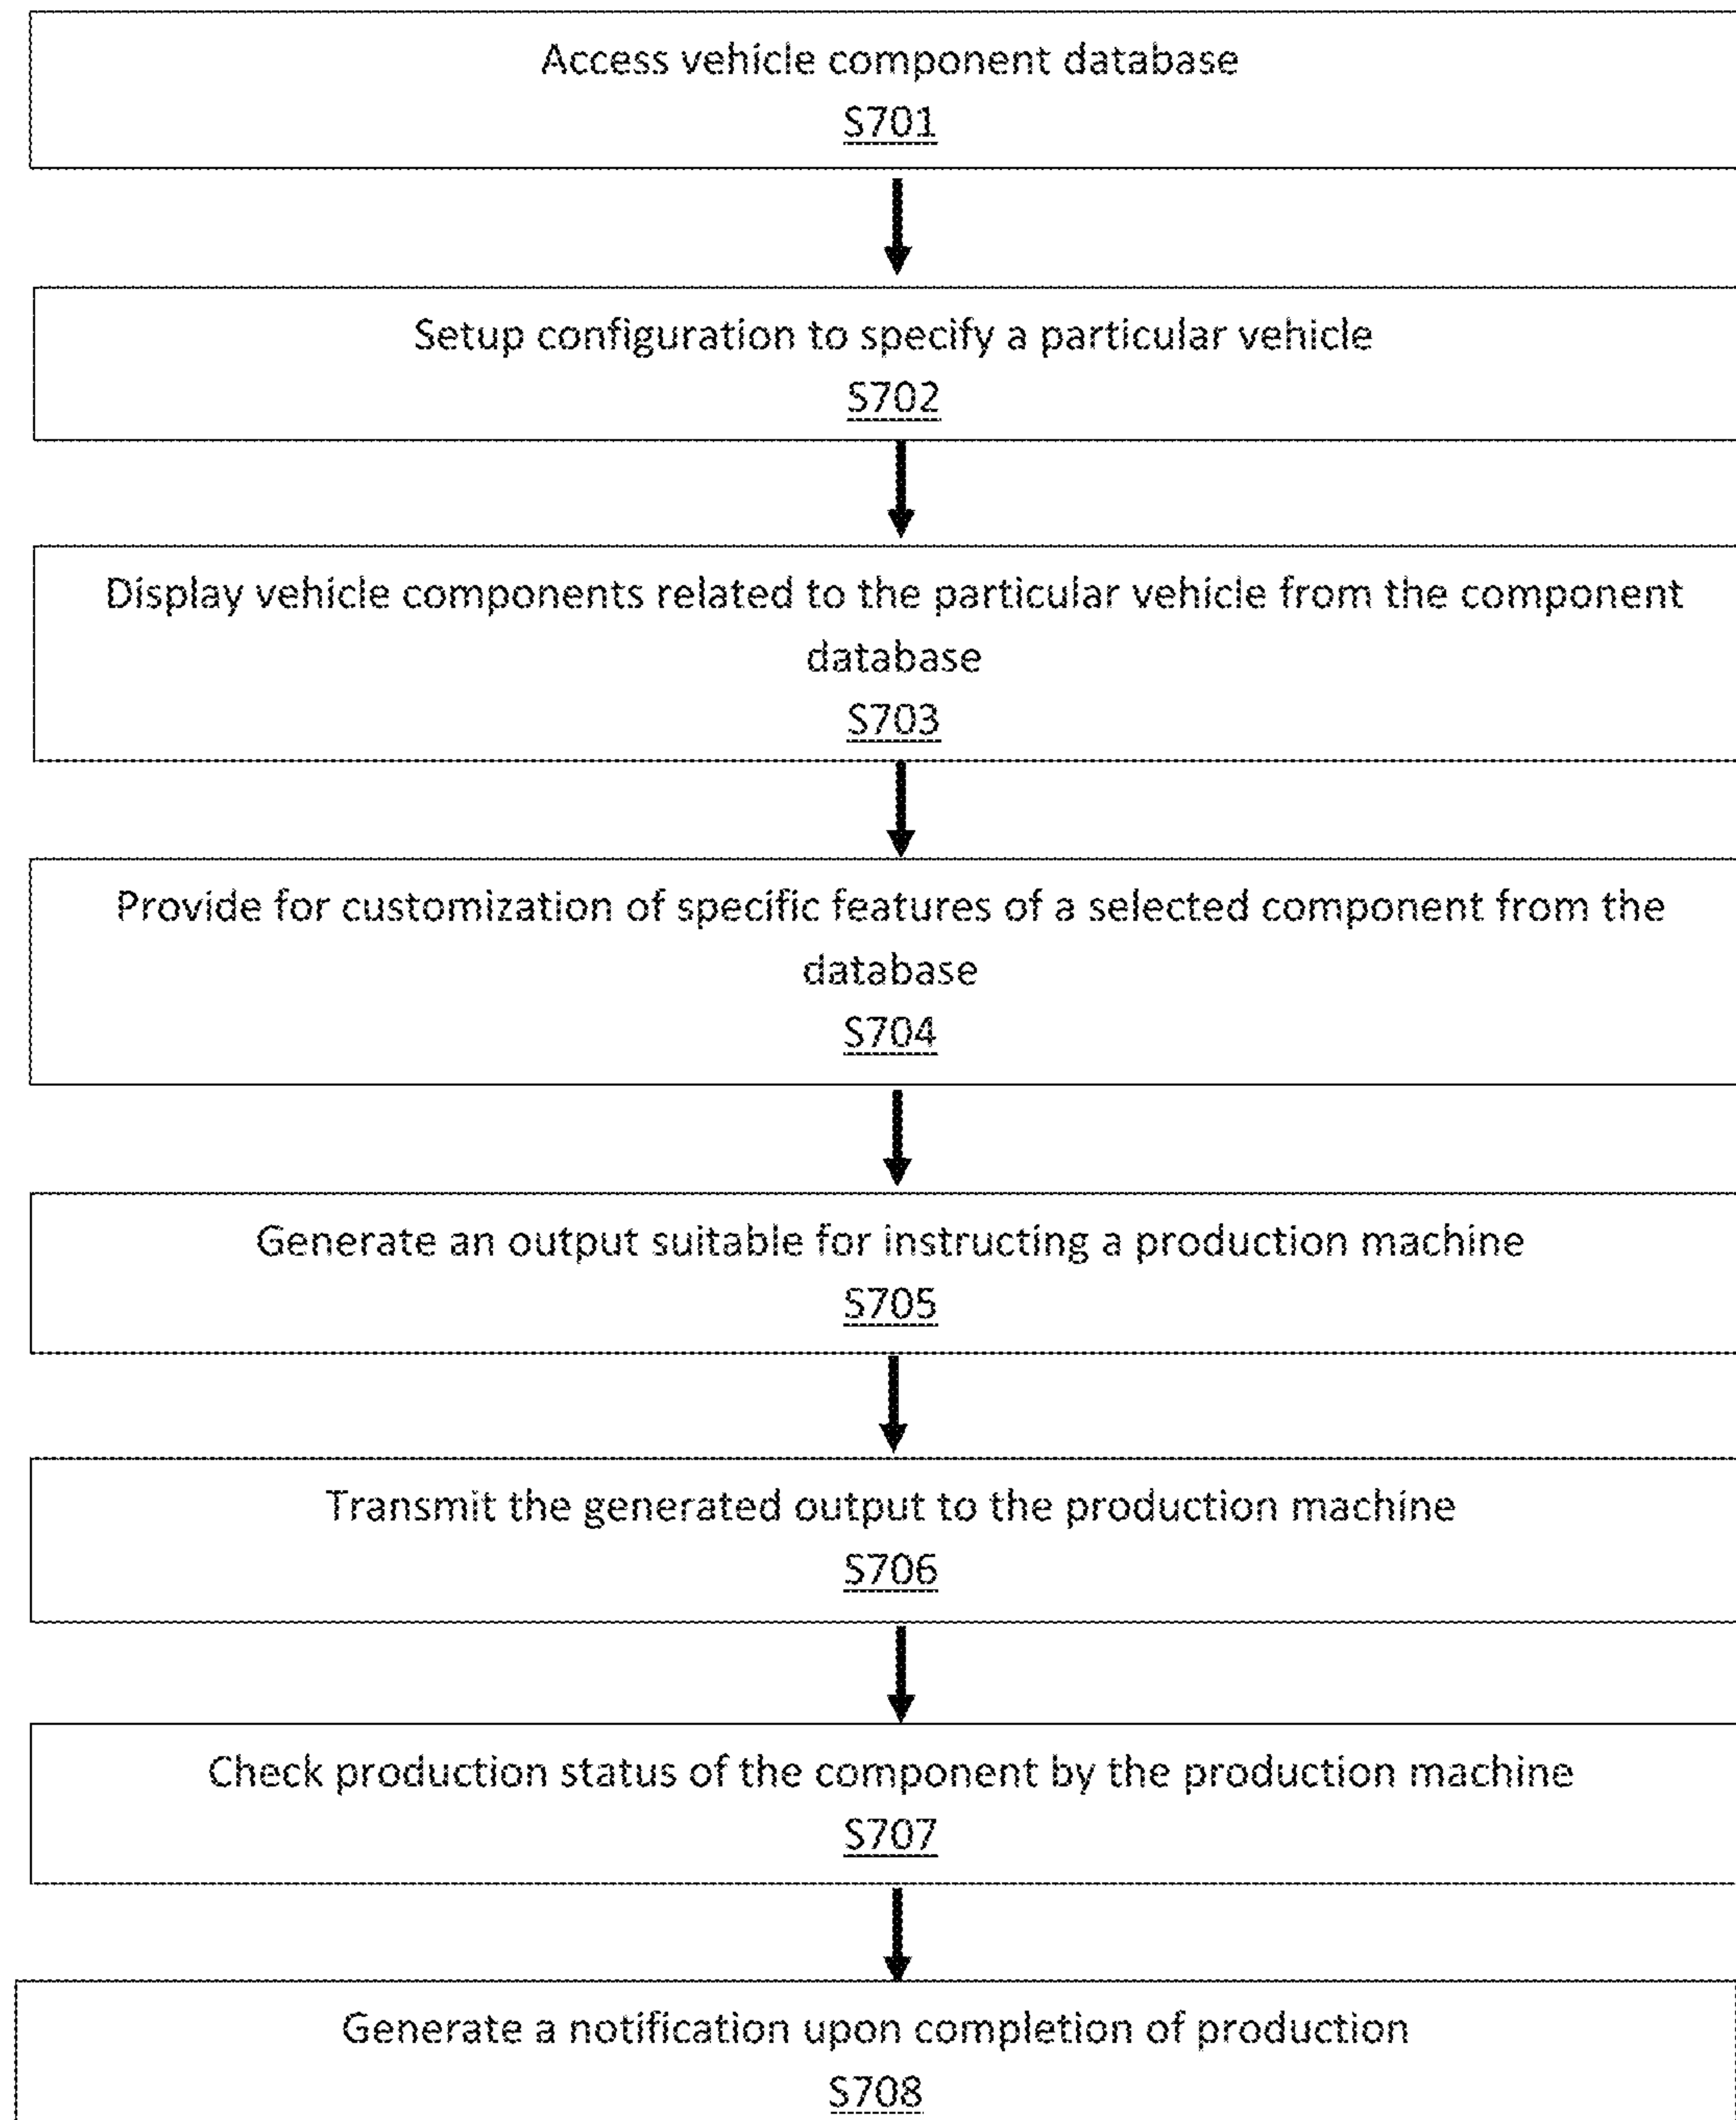 Access vehicle component database
S701
Setup configuration to specify a particular vehicle
S702
Display vehicle components related to the particular vehicle from the component
database
S703
Provide for customization of specific features of a selected component from the
database
S704
Generate an output suitable for instructing a production machine
S705
Transmit the generated output to the production machine
S706
Check production status of the component by the production machine
S707
Generate a notification upon completion of production
S708